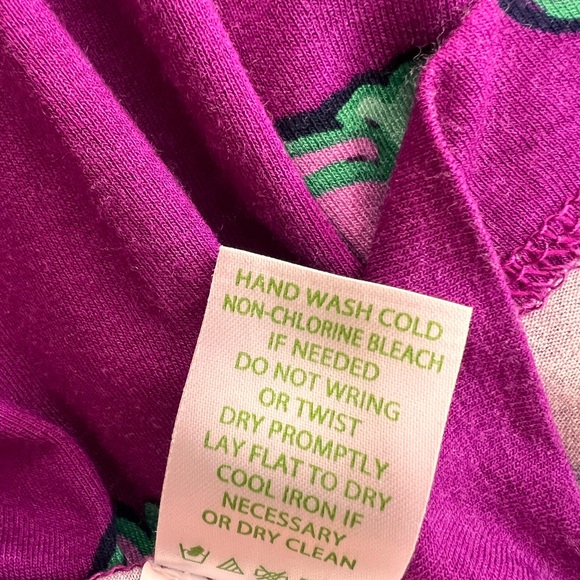 HAND WASH COLD
NON-CHLORINE BLEACH
IF NEEDED
DO NOT WRING
OR TWIST
DRY PROMPTLY
LAY FLAT TO DRY
COOL IRON IF
NECESSARY
OR DRY CLEAN